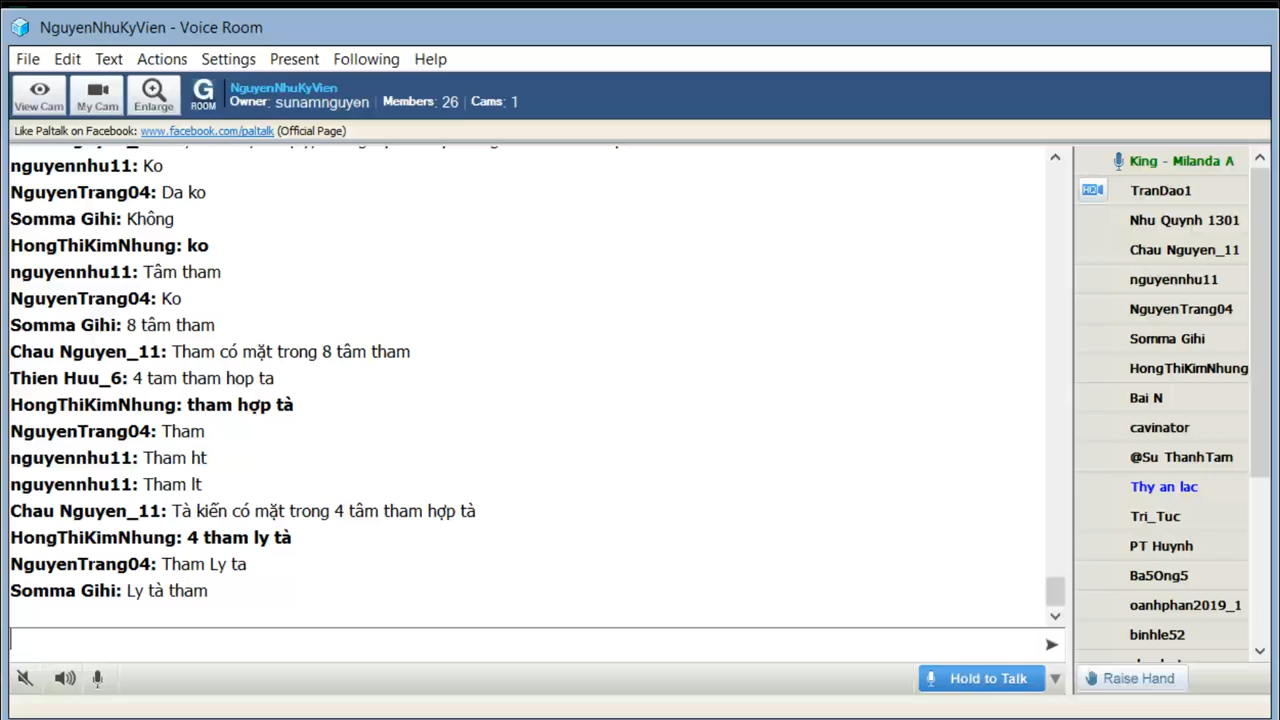 NguyenNhuKyVien - Voice Room
File Edit Text Actions Settings Present Following Help
View Cam My Cam Enlarge G ROOM
NguyenNhuKyVien
Owner: sunamnguyen | Members: 26 | Cams: 1
Like Paltalk on Facebook: www.facebook.com/paltalk (Official Page)
nguyennhu11: Ko
NguyenTrang04: Da ko
Somma Gihi: Không
HongThiKimNhung: ko
nguyennhu11: Tâm tham
NguyenTrang04: Ko
Somma Gihi: 8 tâm tham
Chau Nguyen_11: Tham có mặt trong 8 tâm tham
Thien Huu_6: 4 tam tham hop ta
HongThiKimNhung: tham hợp tà
NguyenTrang04: Tham
nguyennhu11: Tham ht
nguyennhu11: Tham lt
Chau Nguyen_11: Tà kiến có mặt trong 4 tâm tham hợp tà
HongThiKimNhung: 4 tham ly tà
NguyenTrang04: Tham Ly ta
Somma Gihi: Ly tà tham
King - Milanda A
HD
TranDao1
Nhu Quynh 1301
Chau Nguyen_11
nguyennhu11
NguyenTrang04
Somma Gihi
HongThiKimNhung
Bai N
cavinator
@Su ThanhTam
Thy an lac
Tri_Tuc
PT Huynh
Ba5Ong5
oanhphan2019_1
binhle52
Hold to Talk
Raise Hand